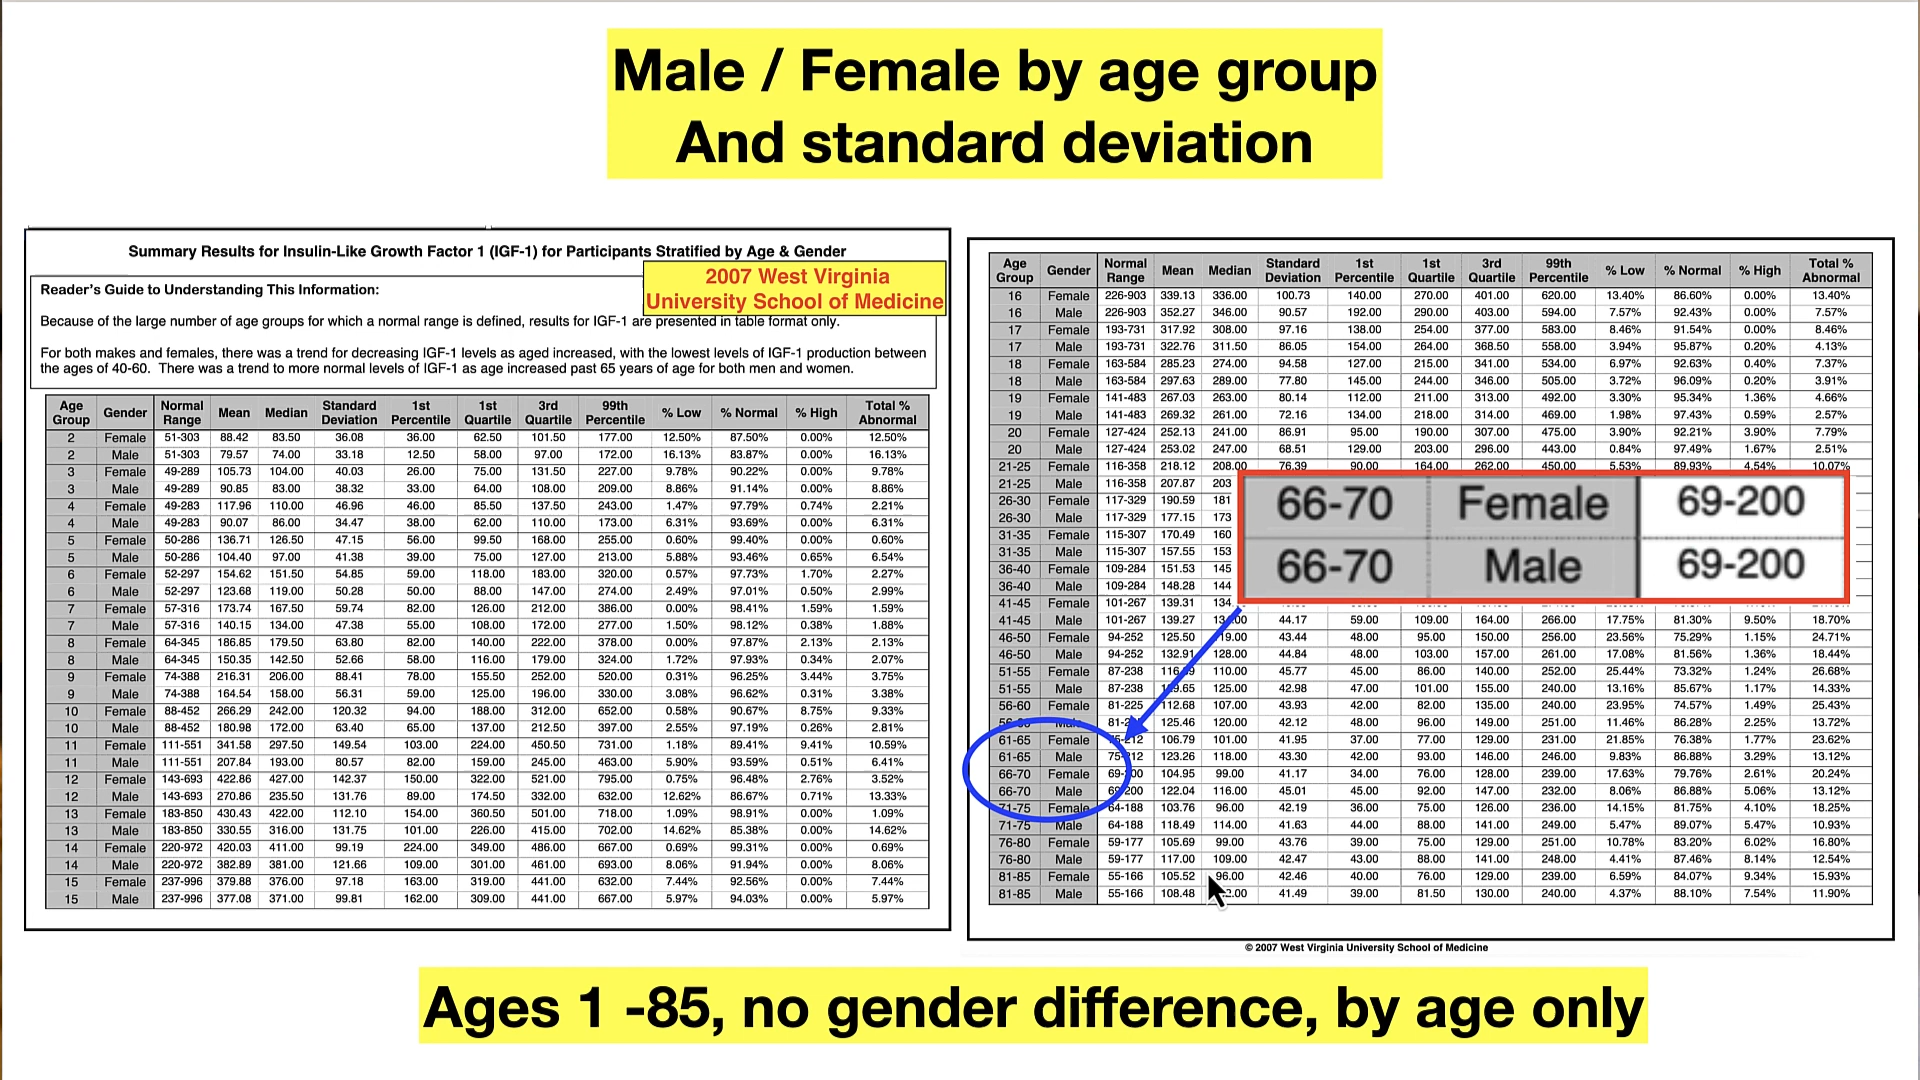 Male / Female by age group
And standard deviation
Summary Results for Insulin-Like Growth Factor 1 (IGF-1) for Participants Stratified by Age & Gender
2007 West Virginia
University School of Medicine
Reader's Guide to Understanding This Information:
Because of the large number of age groups for which a normal range is defined, results for IGF-1 are presented in table format only.
For both makes and females, there was a trend for decreasing IGF-1 levels as aged increased, with the lowest levels of IGF-1 production between
the ages of 40-60. There was a trend to more normal levels of IGF-1 as age increased past 65 years of age for both men and women.
Age Group Gender Normal Range Mean Median Standard Deviation 1st Percentile 1st Quartile 3rd Quartile 99th Percentile % Low % Normal % High Total % Abnormal
2 Female 51-303 88.42 83.50 36.08 36.00 62.50 101.50 177.00 12.50% 87.50% 0.00% 12.50%
2 Male 51-303 79.57 74.00 33.18 12.50 58.00 97.00 172.00 16.13% 83.87% 0.00% 16.13%
3 Female 49-289 105.73 104.00 40.03 26.00 75.00 131.50 227.00 9.78% 90.22% 0.00% 9.78%
3 Male 49-289 90.85 83.00 38.32 33.00 64.00 108.00 209.00 8.86% 91.14% 0.00% 8.86%
4 Female 49-283 117.96 110.00 46.96 46.00 85.50 137.50 243.00 1.47% 97.79% 0.74% 2.21%
4 Male 49-283 90.07 86.00 34.47 38.00 62.00 110.00 173.00 6.31% 93.69% 0.00% 6.31%
5 Female 50-286 136.71 126.50 47.15 56.00 99.50 168.00 255.00 0.60% 99.40% 0.00% 0.60%
5 Male 50-286 104.40 97.00 41.38 39.00 75.00 127.00 213.00 5.88% 93.46% 0.65% 6.54%
6 Female 52-297 154.62 151.50 54.85 59.00 118.00 183.00 320.00 0.57% 97.73% 1.70% 2.27%
6 Male 52-297 123.68 119.00 50.28 50.00 88.00 147.00 274.00 2.49% 97.01% 0.50% 2.99%
7 Female 57-316 173.74 167.50 59.74 82.00 126.00 212.00 386.00 0.00% 98.41% 1.59% 1.59%
7 Male 57-316 140.15 134.00 47.38 55.00 108.00 172.00 277.00 1.50% 98.12% 0.38% 1.88%
8 Female 64-345 186.85 179.50 63.80 82.00 140.00 222.00 378.00 0.00% 97.87% 2.13% 2.13%
8 Male 64-345 150.35 142.50 52.66 58.00 116.00 179.00 324.00 1.72% 97.93% 0.34% 2.07%
9 Female 74-388 216.31 206.00 88.41 78.00 155.50 252.00 520.00 0.31% 96.25% 3.44% 3.75%
9 Male 74-388 164.54 158.00 56.31 59.00 125.00 196.00 330.00 3.08% 96.62% 0.31% 3.38%
10 Female 88-452 266.29 242.00 120.32 94.00 188.00 312.00 652.00 0.58% 90.67% 8.75% 9.33%
10 Male 88-452 180.98 172.00 63.40 65.00 137.00 212.50 397.00 2.55% 97.19% 0.26% 2.81%
11 Female 111-551 341.58 297.50 149.54 103.00 224.00 450.50 731.00 1.18% 89.41% 9.41% 10.59%
11 Male 111-551 207.84 193.00 80.57 82.00 159.00 245.00 463.00 5.90% 93.59% 0.51% 6.41%
12 Female 143-693 422.86 427.00 142.37 150.00 322.00 521.00 795.00 0.75% 96.48% 2.76% 3.52%
12 Male 143-693 270.86 235.50 131.76 89.00 174.50 332.00 632.00 12.62% 86.67% 0.71% 13.33%
13 Female 183-850 430.43 422.00 112.10 154.00 360.50 501.00 718.00 1.09% 98.91% 0.00% 1.09%
13 Male 183-850 330.55 316.00 131.75 101.00 226.00 415.00 702.00 14.62% 85.38% 0.00% 14.62%
14 Female 220-972 420.03 411.00 99.19 224.00 349.00 486.00 667.00 0.69% 99.31% 0.00% 0.69%
14 Male 220-972 382.89 381.00 121.66 109.00 301.00 461.00 693.00 8.06% 91.94% 0.00% 8.06%
15 Female 237-996 379.88 376.00 97.18 163.00 319.00 441.00 632.00 7.44% 92.56% 0.00% 7.44%
15 Male 237-996 377.08 371.00 99.81 162.00 309.00 441.00 667.00 5.97% 94.03% 0.00% 5.97%
Age Group Gender Normal Range Mean Median Standard Deviation 1st Percentile 1st Quartile 3rd Quartile 99th Percentile % Low % Normal % High Total % Abnormal
16 Female 226-903 339.13 336.00 100.73 140.00 270.00 401.00 620.00 13.40% 86.60% 0.00% 13.40%
16 Male 226-903 352.27 346.00 90.57 192.00 290.00 403.00 594.00 7.57% 92.43% 0.00% 7.57%
17 Female 193-731 317.92 308.00 97.16 138.00 254.00 377.00 583.00 8.46% 91.54% 0.00% 8.46%
17 Male 193-731 322.76 311.50 86.05 154.00 264.00 368.50 558.00 3.94% 95.87% 0.20% 4.13%
18 Female 163-584 285.23 274.00 94.58 127.00 215.00 341.00 534.00 6.97% 92.63% 0.40% 7.37%
18 Male 163-584 297.63 289.00 77.80 145.00 244.00 346.00 505.00 3.72% 96.09% 0.20% 3.91%
19 Female 141-483 267.03 263.00 80.14 112.00 211.00 313.00 492.00 3.30% 95.34% 1.36% 4.66%
19 Male 141-483 269.32 261.00 72.16 134.00 218.00 314.00 469.00 1.98% 97.43% 0.59% 2.57%
20 Female 127-424 252.13 241.00 86.91 95.00 190.00 307.00 475.00 3.90% 92.21% 3.90% 7.79%
20 Male 127-424 253.02 247.00 68.51 129.00 203.00 296.00 443.00 0.84% 97.49% 1.67% 2.51%
21-25 Female 116-358 218.12 208.00 76.39 90.00 164.00 262.00 450.00 5.53% 89.93% 4.54% 10.07%
21-25 Male 116-358 207.87 203
26-30 Female 117-329 190.59 181
26-30 Male 117-329 177.15 173
31-35 Female 115-307 170.49 160
31-35 Male 115-307 157.55 153
36-40 Female 109-284 151.53 145
36-40 Male 109-284 148.28 144
41-45 Female 101-267 139.31 134
41-45 Male 101-267 139.27 44.17 59.00 109.00 164.00 266.00 17.75% 81.30% 9.50% 18.70%
46-50 Female 94-252 125.50 43.44 48.00 95.00 150.00 256.00 23.56% 75.29% 1.15% 24.71%
46-50 Male 94-252 132.91 128.00 44.84 48.00 103.00 157.00 261.00 17.08% 81.56% 1.36% 18.44%
51-55 Female 87-238 110.00 45.77 45.00 86.00 140.00 252.00 25.44% 73.32% 1.24% 26.68%
51-55 Male 87-238 125.00 42.98 47.00 101.00 155.00 240.00 13.16% 85.67% 1.17% 14.33%
56-60 Female 81-225 112.68 107.00 43.93 42.00 82.00 135.00 232.00 23.95% 74.57% 1.49% 25.43%
56-60 Male 125.46 120.00 42.12 48.00 96.00 149.00 251.00 11.46% 86.28% 2.25% 13.72%
61-65 Female 106.79 101.00 41.95 37.00 77.00 129.00 231.00 21.85% 76.38% 1.77% 23.62%
61-65 Male 75-212 123.26 118.00 43.30 42.00 93.00 146.00 246.00 9.83% 86.88% 3.29% 13.12%
66-70 Female 69-200 104.95 99.00 41.17 34.00 76.00 128.00 239.00 17.63% 79.76% 2.61% 20.24%
66-70 Male 69-200 122.04 116.00 45.01 45.00 92.00 147.00 232.00 8.06% 86.88% 5.06% 13.12%
71-75 Female 64-188 103.76 96.00 42.19 36.00 75.00 126.00 236.00 14.15% 81.75% 4.10% 18.25%
71-75 Male 64-188 118.49 114.00 41.63 44.00 88.00 141.00 249.00 5.47% 89.07% 5.47% 10.93%
76-80 Female 59-177 105.69 99.00 43.76 39.00 75.00 129.00 251.00 10.78% 83.20% 6.02% 16.80%
76-80 Male 59-177 117.00 109.00 42.47 43.00 88.00 141.00 248.00 4.41% 87.46% 8.14% 12.54%
81-85 Female 55-166 105.52 96.00 42.46 40.00 76.00 129.00 239.00 6.59% 84.07% 9.34% 15.93%
81-85 Male 55-166 108.48 41.49 39.00 81.50 130.00 240.00 4.37% 88.10% 7.54% 11.90%
66-70 Female 69-200
66-70 Male 69-200
© 2007 West Virginia University School of Medicine
Ages 1 -85, no gender difference, by age only